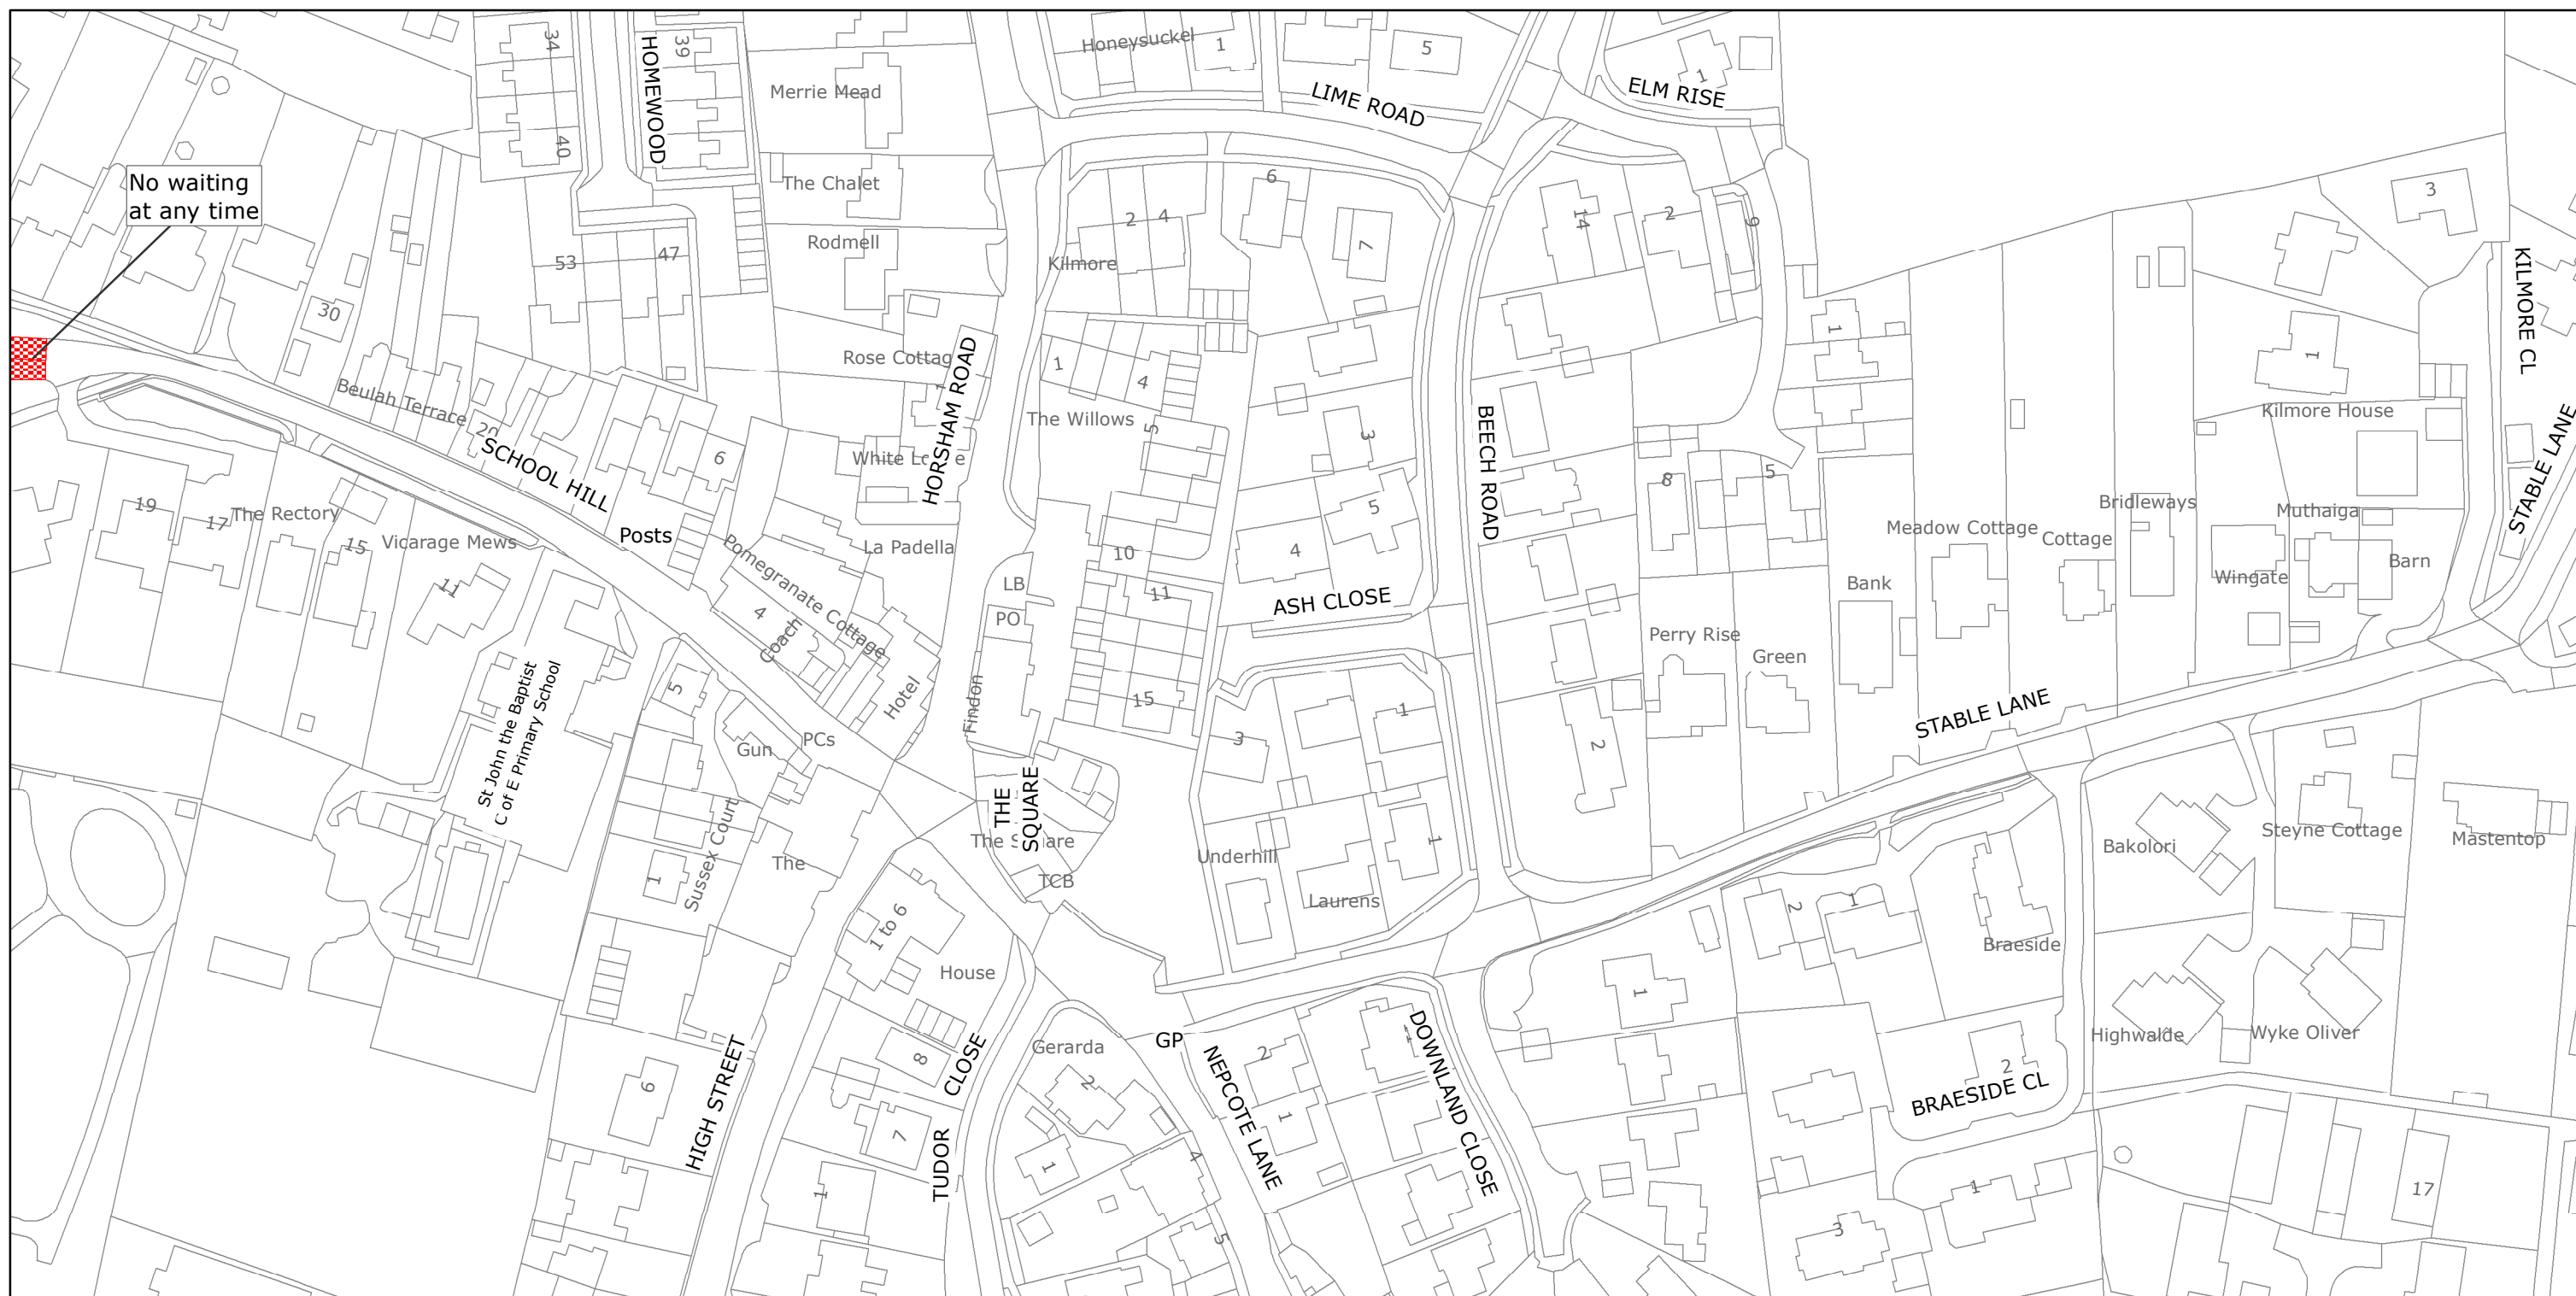 34
HOMEWOOD
39
Honeysuckel
1
5
LIME ROAD
ELM RISE
1
Merrie Mead
40
No waiting
at any time
The Chalet
6
2
4
7
14
2
9
3
Rodmell
Kilmore
53
47
KILMORE CL
30
Rose Cottag
HORSHAM ROAD
1
4
1
1
Beulah Terrace
20
The Willows
5
3
BEECH ROAD
Kilmore House
STABLE LANE
SCHOOL HILL
6
White Lo e
8
5
19
17
The Rectory
15
Vicarage Mews
Posts
La Padella
10
5
4
Meadow Cottage
Cottage
Bridleways
Muthaiga
Wingate
Barn
11
Pomegranate Cottage
4
Coach
LB
PO
11
ASH CLOSE
Bank
Perry Rise
Green
St John the Baptist
C of E Primary School
5
Hotel
Findon
15
3
1
2
STABLE LANE
Gun
PCs
THE
SQUARE
The S are
TCB
Sussex Court
1
The
Underhill
Laurens
1
2
1
Bakolori
Steyne Cottage
Mastentop
1 to 6
House
Braeside
1
Highwalde
Wyke Oliver
8
CLOSE
Gerarda
2
GP
NEPCOTE LANE
2
1
DOWNLAND CLOSE
1
2
BRAESIDE CL
6
HIGH STREET
7
TUDOR
1
1
4
5
3
1
17